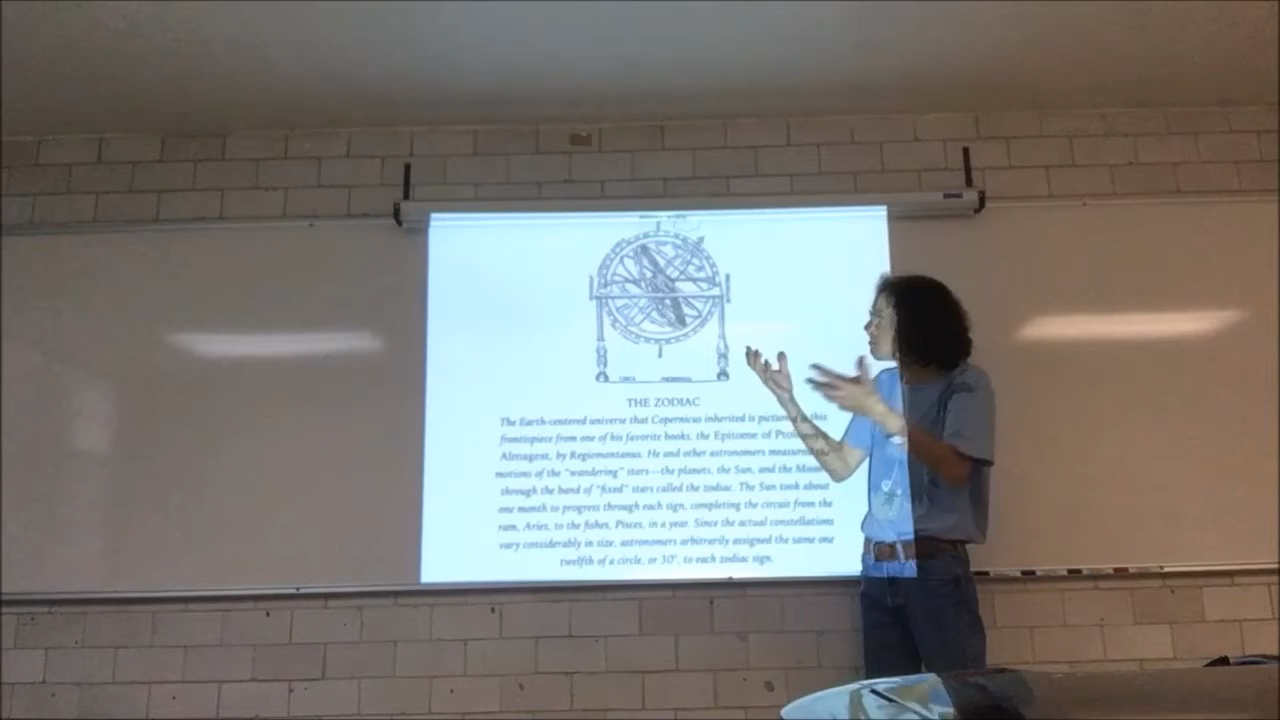 THE ZODIAC
The Earth-centered universe that Copernicus inherited is pictured in this
frontispiece from one of his favorite books, the Epitome of Ptolemy's
Almagest, by Regiomontanus. He and other astronomers measured the
motions of the "wandering" stars—the planets, the Sun, and the Moon—
through the band of "fixed" stars called the zodiac. The Sun took about
one month to progress through each sign, completing the circuit from the
ram, Aries, to the fishes, Pisces, in a year. Since the actual constellations
vary considerably in size, astronomers arbitrarily assigned the same one
twelfth of a circle, or 30°, to each zodiac sign.